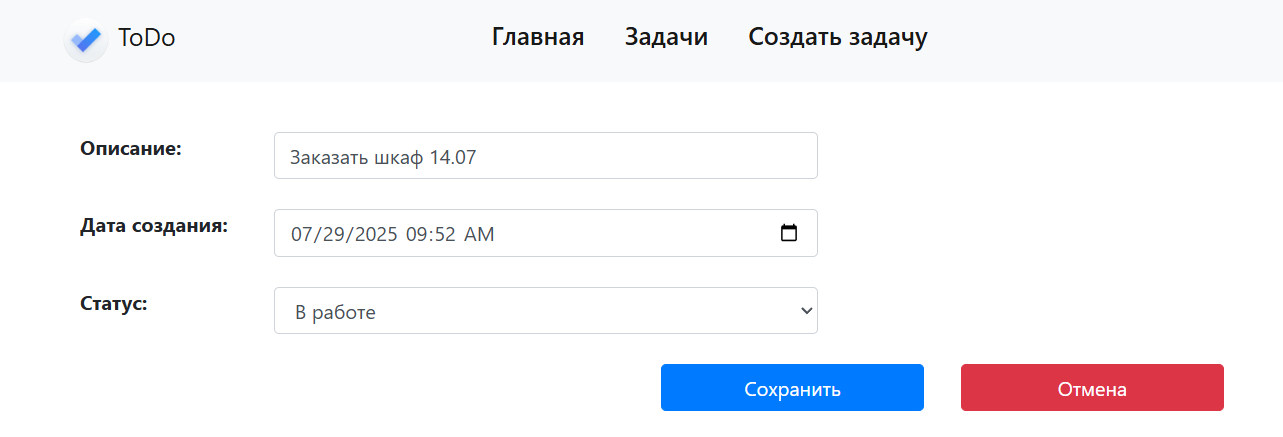 ToDo
Главная Задачи Создать задачу
Описание: Заказать шкаф 14.07
Дата создания: 07/29/2025 09:52 AM
Статус: В работе
Сохранить Отмена